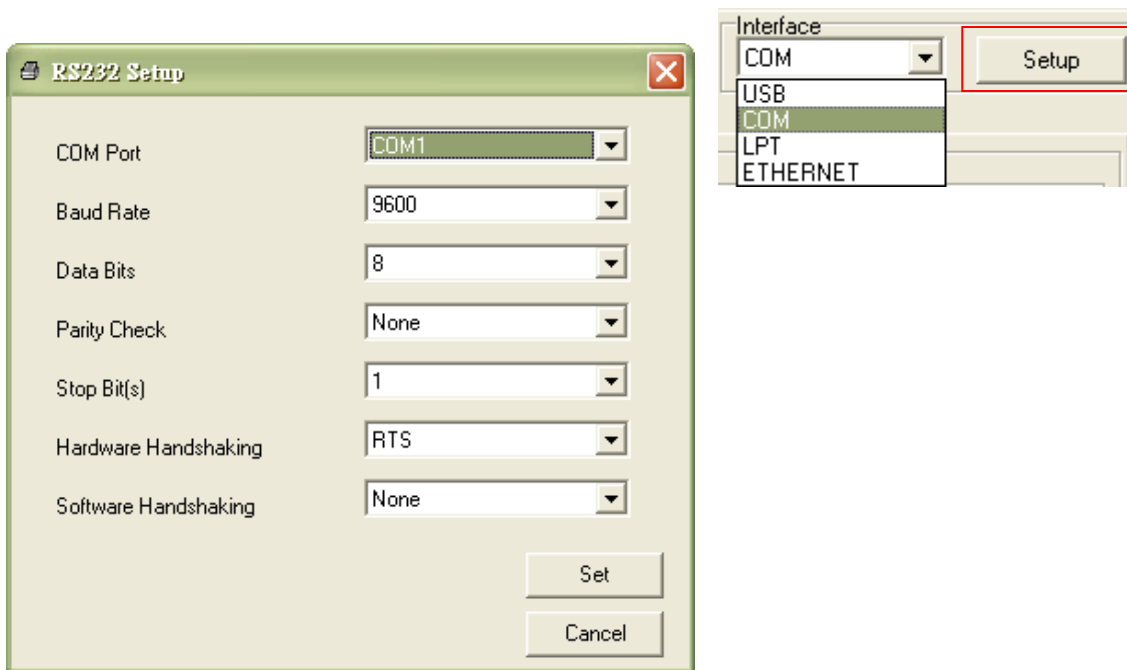 RS232 Setup
COM Port
COM1
Baud Rate
9600
Data Bits
8
Parity Check
None
Stop Bit(s)
1
Hardware Handshaking
RTS
Software Handshaking
None
Set
Cancel
Interface
COM
Setup
USB
COM
LPT
ETHERNET